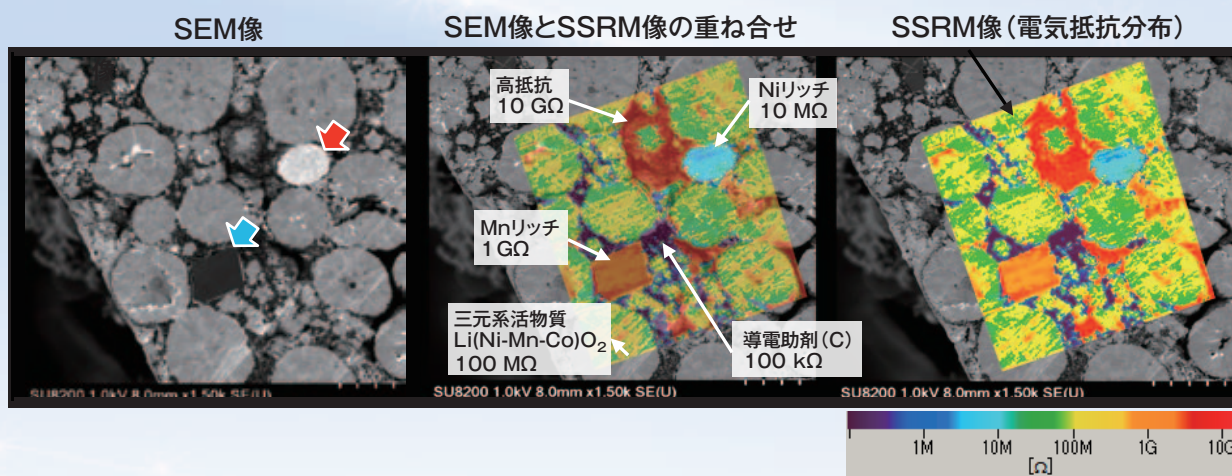 SEM像
SEM像とSSRM像の重ね合せ
SSRM像（電気抵抗分布）
高抵抗
10 GΩ
Niリッチ
10 MΩ
Mnリッチ
1 GΩ
三元系活物質
Li(Ni-Mn-Co)O₂
100 MΩ
導電助剤（C）
100 kΩ
SU8200 1.0kV 8.0mm x1.50k SE(U)
SU8200 1.0kV 8.0mm x1.50k SE(U)
SU8200 1.0kV 8.0mm x1.50k SE(U)
1M 10M 100M 1G 10G
[Ω]